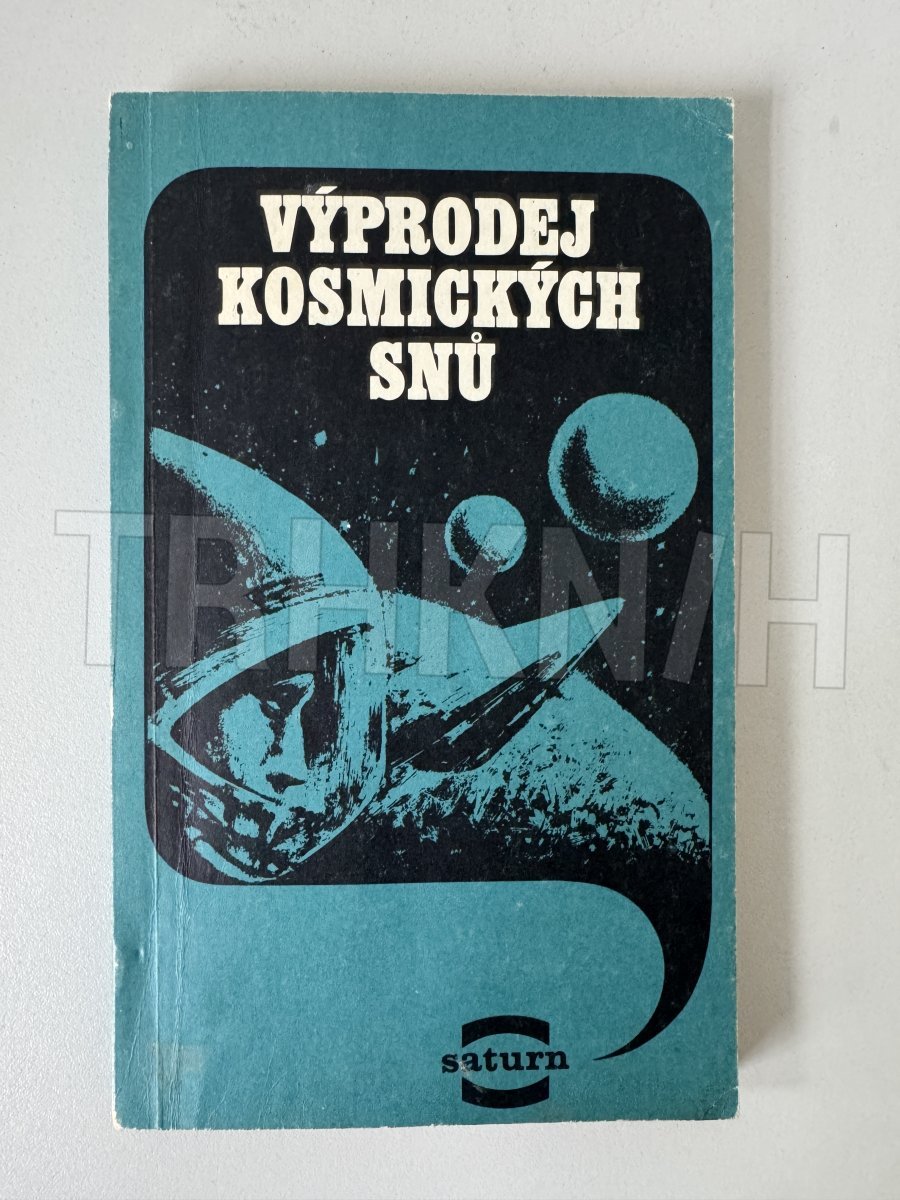 VÝPRODEJ
KOSMICKÝCH
SNŮ
TRHKNIH
saturn